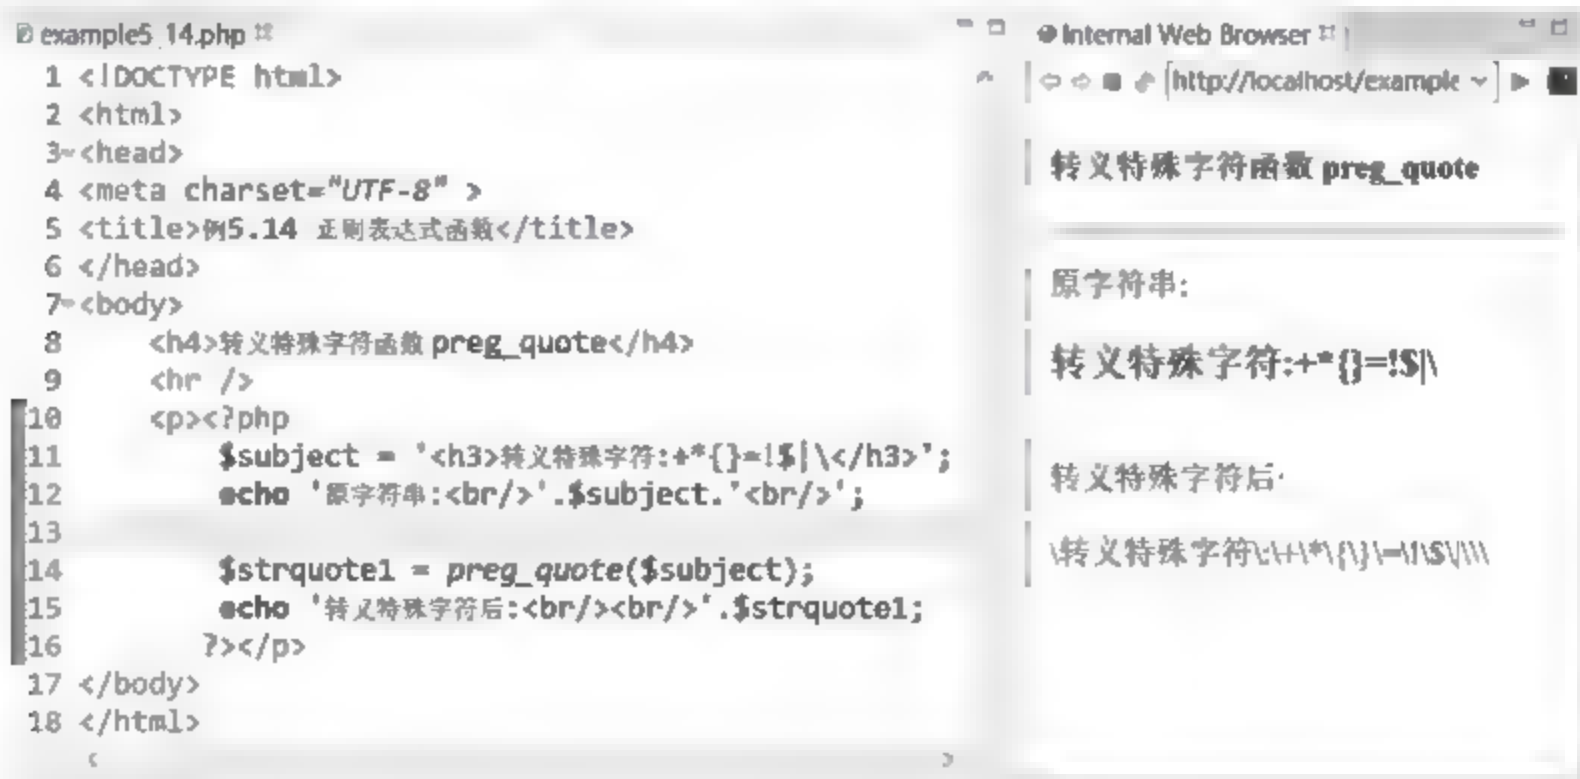 example5_14.php
1 <!DOCTYPE html>
2 <html>
3 <head>
4 <meta charset="UTF-8" >
5 <title>例5.14 正则表达式函数</title>
6 </head>
7 <body>
8 <h4>转义特殊字符函数 preg_quote</h4>
9 <hr />
10 <p><?php
11 $subject = '<h3>转义特殊字符:+*{}=!$|\</h3>';
12 echo '原字符串:<br/>'.$subject.'<br/>';
13
14 $strquote1 = preg_quote($subject);
15 echo '转义特殊字符后:<br/><br/>'.$strquote1;
16 ?></p>
17 </body>
18 </html>
Internal Web Browser
http://localhost/example
转义特殊字符函数 preg_quote
原字符串:
转义特殊字符:+*{}=!$|\
转义特殊字符后:
\转义特殊字符\:\+\*\{\}\=\!\$\|\\\